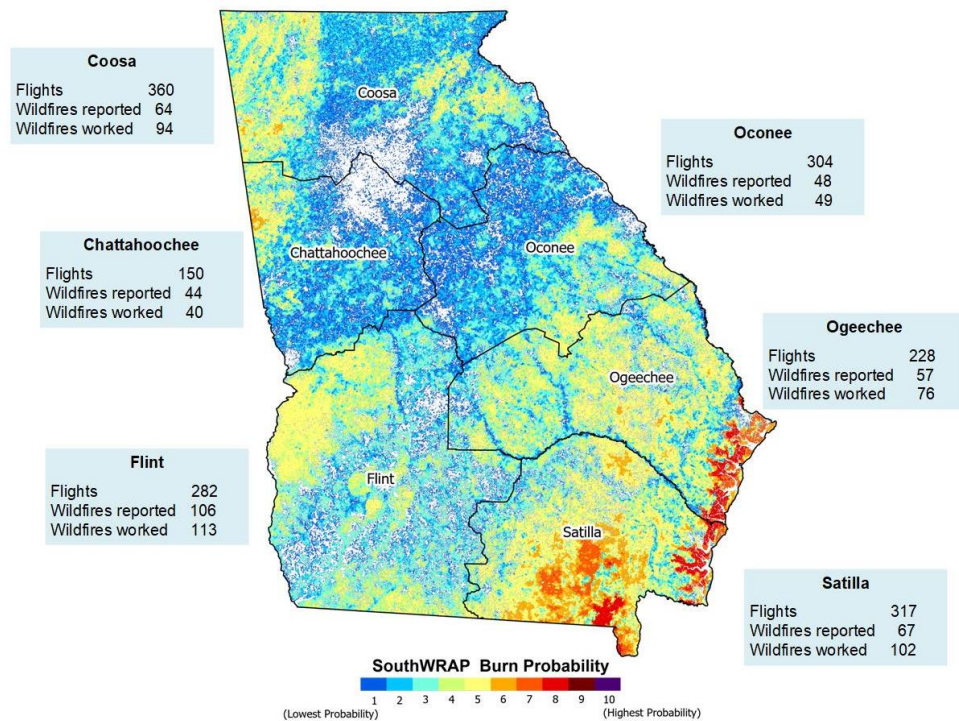 Coosa
Flights 360
Wildfires reported 64
Wildfires worked 94
Coosa
Oconee
Flights 304
Wildfires reported 48
Wildfires worked 49
Chattahoochee
Flights 150
Wildfires reported 44
Wildfires worked 40
Chattahoochee
Oconee
Ogeechee
Flights 228
Wildfires reported 57
Wildfires worked 76
Ogeechee
Flint
Flights 282
Wildfires reported 106
Wildfires worked 113
Flint
Satilla
Satilla
Flights 317
Wildfires reported 67
Wildfires worked 102
SouthWRAP Burn Probability
1 2 3 4 5 6 7 8 9 10
(Lowest Probability) (Highest Probability)